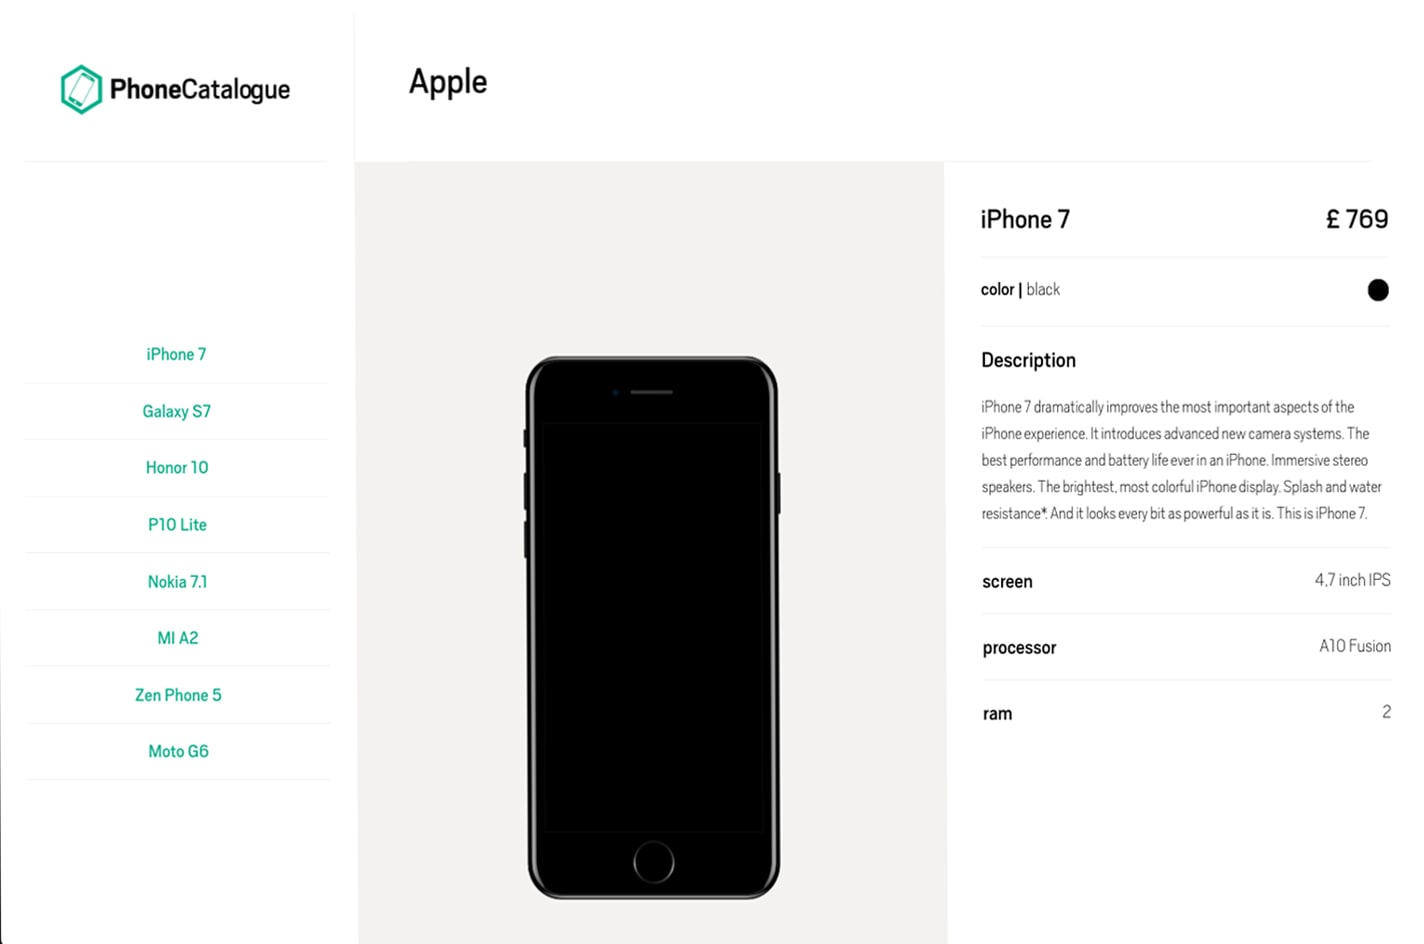 PhoneCatalogue
Apple
iPhone 7
Galaxy S7
Honor 10
P10 Lite
Nokia 7.1
MI A2
Zen Phone 5
Moto G6
iPhone 7 £ 769
color | black
Description
iPhone 7 dramatically improves the most important aspects of the
iPhone experience. It introduces advanced new camera systems. The
best performance and battery life ever in an iPhone. Immersive stereo
speakers. The brightest, most colorful iPhone display. Splash and water
resistance*. And it looks every bit as powerful as it is. This is iPhone 7.
screen 4,7 inch IPS
processor A10 Fusion
ram 2